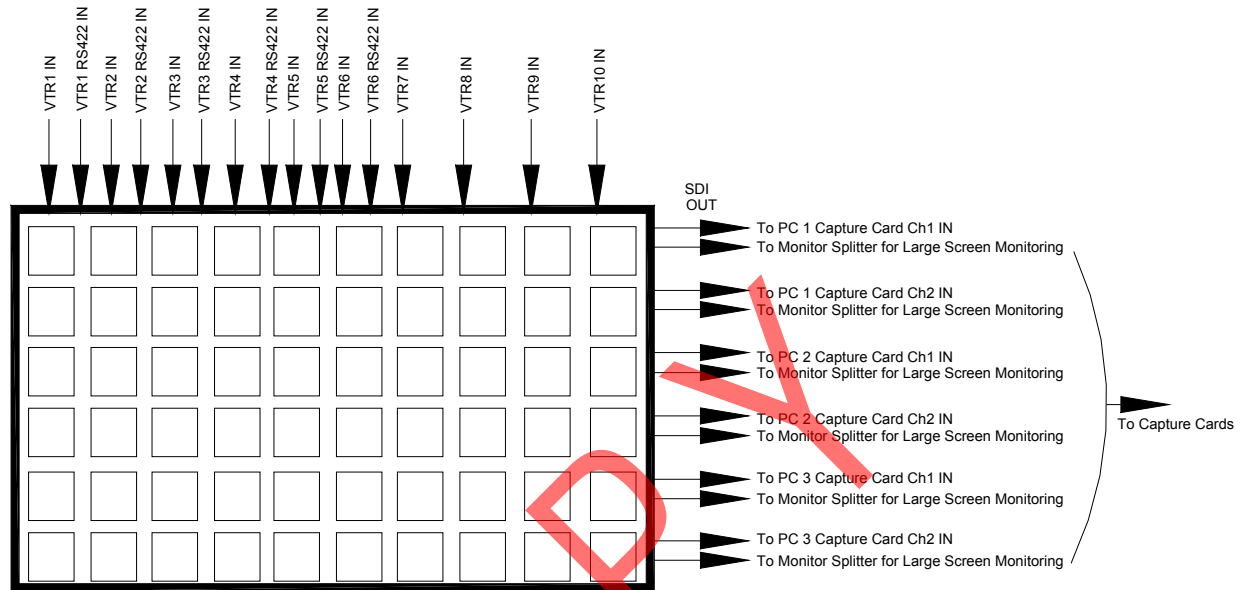 VTR1 IN
VTR1 RS422 IN
VTR2 IN
VTR2 RS422 IN
VTR3 IN
VTR3 RS422 IN
VTR4 IN
VTR4 RS422 IN
VTR5 IN
VTR5 RS422 IN
VTR6 IN
VTR6 RS422 IN
VTR7 IN
VTR8 IN
VTR9 IN
VTR10 IN
SDI
OUT
To PC 1 Capture Card Ch1 IN
To Monitor Splitter for Large Screen Monitoring
To PC 1 Capture Card Ch2 IN
To Monitor Splitter for Large Screen Monitoring
To PC 2 Capture Card Ch1 IN
To Monitor Splitter for Large Screen Monitoring
To PC 2 Capture Card Ch2 IN
To Monitor Splitter for Large Screen Monitoring
To PC 3 Capture Card Ch1 IN
To Monitor Splitter for Large Screen Monitoring
To PC 3 Capture Card Ch2 IN
To Monitor Splitter for Large Screen Monitoring
To Capture Cards